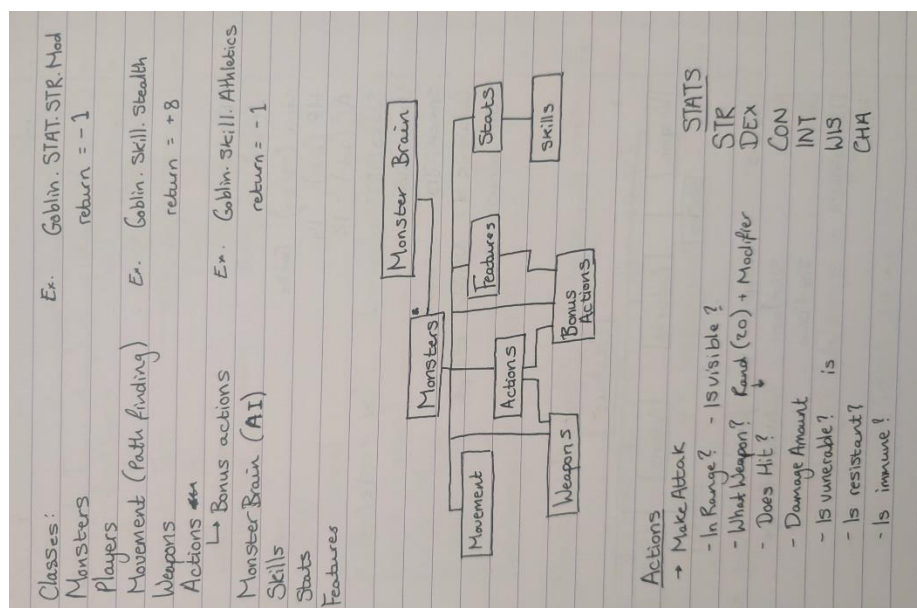 Classes:
Monsters
Players
Movement (Path finding)
Weapons
Actions
↳ Bonus actions
Monster Brain (AI)
Skills
Stats
Features
Ex. Goblin. STAT. STR. Mod
return = -1
Ex. Goblin. Skill. Stealth
return = +8
Ex. Goblin. Skill. Athletics
return = -1
Monster Brain
Monsters
Movement
Actions
Features
Stats
Weapons
Bonus
Actions
Skills
Actions
→ Make Attak
- In Range? - Is visible?
- What Weapon? Rand (20) + Modifier
- Does Hit?
- Damage Amount
- Is vunerable? is
- Is resistant?
- Is immune?
STATS
STR
DEX
CON
INT
WIS
CHA